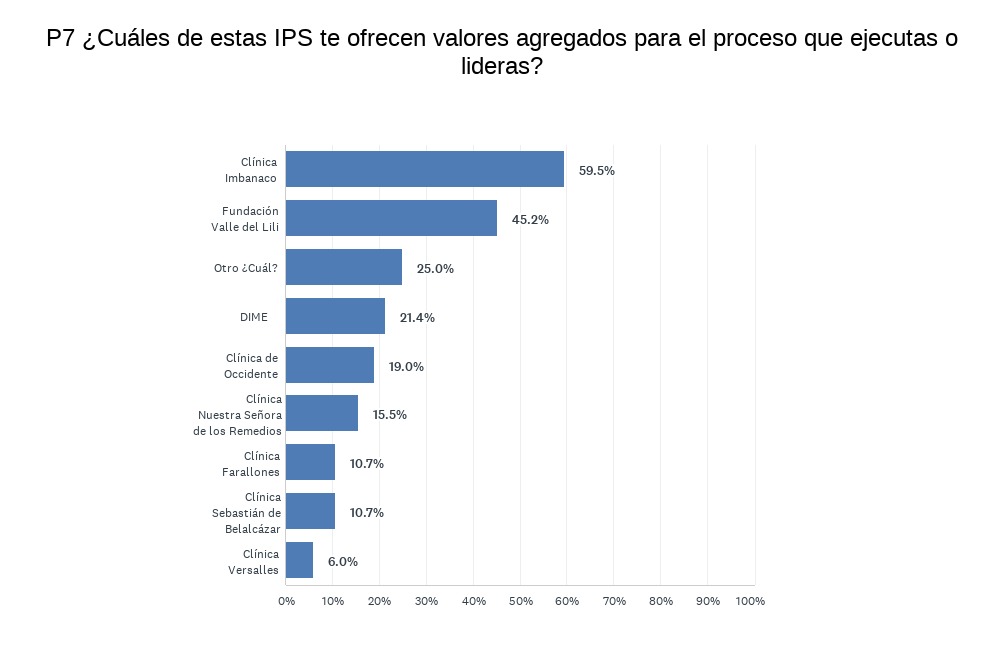 P7 ¿Cuáles de estas IPS te ofrecen valores agregados para el proceso que ejecutas o
lideras?
Clínica
Imbanaco
59.5%
Fundación
Valle del Lili
45.2%
Otro ¿Cuál?
25.0%
DIME
21.4%
Clínica de
Occidente
19.0%
Clínica
Nuestra Señora
de los Remedios
15.5%
Clínica
Farallones
10.7%
Clínica
Sebastián de
Belalcázar
10.7%
Clínica
Versalles
6.0%
0% 10% 20% 30% 40% 50% 60% 70% 80% 90% 100%